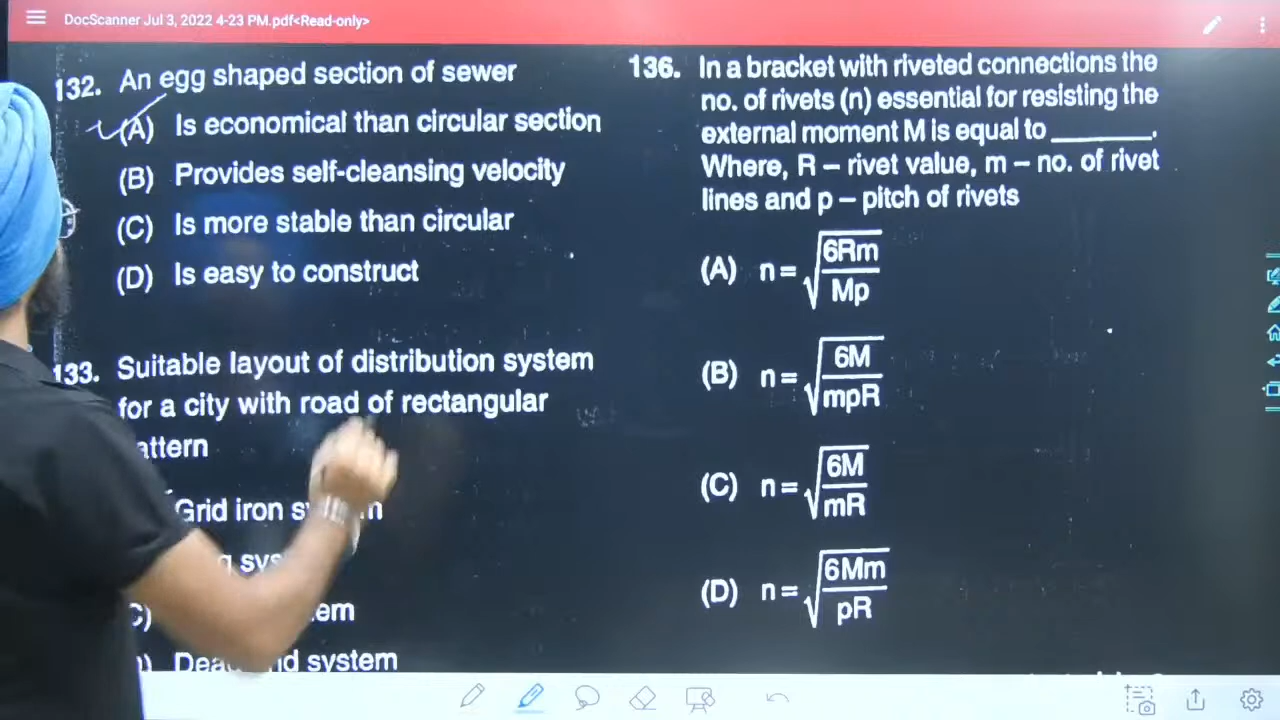 DocScanner Jul 3, 2022 4-23 PM.pdf<Read-only>
132. An egg shaped section of sewer
(A) Is economical than circular section
(B) Provides self-cleansing velocity
(C) Is more stable than circular
(D) Is easy to construct
133. Suitable layout of distribution system
for a city with road of rectangular
attern
Grid iron s m
g sys
C) em
) Dea nd system
136. In a bracket with riveted connections the
no. of rivets (n) essential for resisting the
external moment M is equal to ________.
Where, R – rivet value, m – no. of rivet
lines and p – pitch of rivets
(A) n = √6Rm/Mp
(B) n = √6M/mpR
(C) n = √6M/mR
(D) n = √6Mm/pR